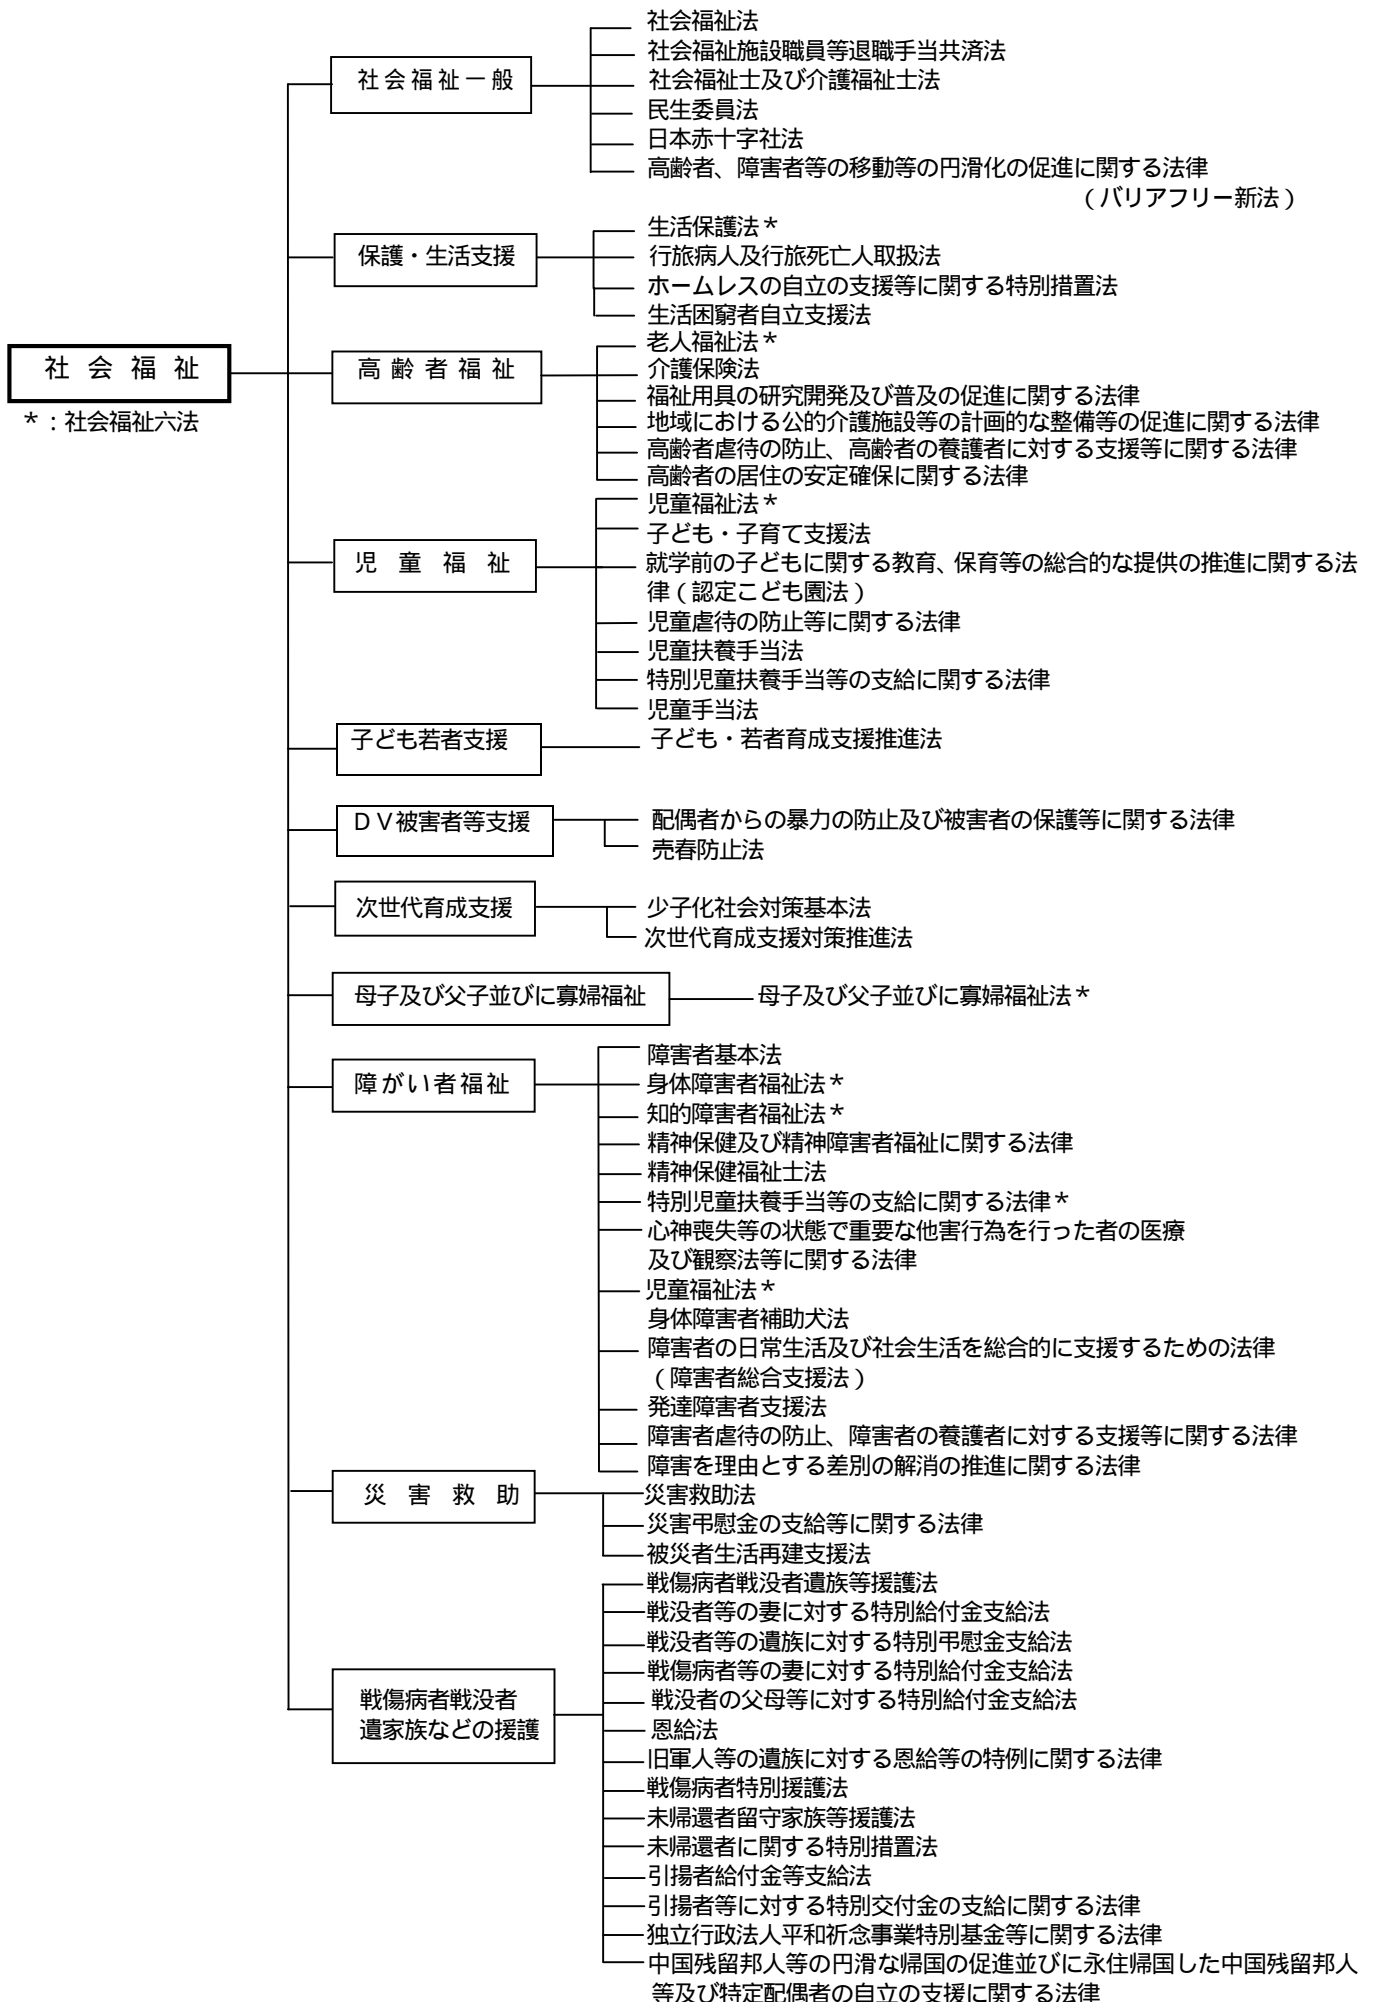 社会福祉
*:社会福祉六法
社会福祉一般
社会福祉法
社会福祉施設職員等退職手当共済法
社会福祉士及び介護福祉士法
民生委員法
日本赤十字社法
高齢者、障害者等の移動等の円滑化の促進に関する法律
(バリアフリー新法)
保護・生活支援
生活保護法*
行旅病人及行旅死亡人取扱法
ホームレスの自立の支援等に関する特別措置法
生活困窮者自立支援法
高齢者福祉
老人福祉法*
介護保険法
福祉用具の研究開発及び普及の促進に関する法律
地域における公的介護施設等の計画的な整備等の促進に関する法律
高齢者虐待の防止、高齢者の養護者に対する支援等に関する法律
高齢者の居住の安定確保に関する法律
児童福祉
児童福祉法*
子ども・子育て支援法
就学前の子どもに関する教育、保育等の総合的な提供の推進に関する法
律(認定こども園法)
児童虐待の防止等に関する法律
児童扶養手当法
特別児童扶養手当等の支給に関する法律
児童手当法
子ども若者支援
子ども・若者育成支援推進法
DV被害者等支援
配偶者からの暴力の防止及び被害者の保護等に関する法律
売春防止法
次世代育成支援
少子化社会対策基本法
次世代育成支援対策推進法
母子及び父子並びに寡婦福祉
母子及び父子並びに寡婦福祉法*
障がい者福祉
障害者基本法
身体障害者福祉法*
知的障害者福祉法*
精神保健及び精神障害者福祉に関する法律
精神保健福祉士法
特別児童扶養手当等の支給に関する法律*
心神喪失等の状態で重要な他害行為を行った者の医療
及び観察法等に関する法律
児童福祉法*
身体障害者補助犬法
障害者の日常生活及び社会生活を総合的に支援するための法律
(障害者総合支援法)
発達障害者支援法
障害者虐待の防止、障害者の養護者に対する支援等に関する法律
障害を理由とする差別の解消の推進に関する法律
災害救助
災害救助法
災害弔慰金の支給等に関する法律
被災者生活再建支援法
戦傷病者戦没者
遺家族などの援護
戦傷病者戦没者遺族等援護法
戦没者等の妻に対する特別給付金支給法
戦没者等の遺族に対する特別弔慰金支給法
戦傷病者等の妻に対する特別給付金支給法
戦没者の父母等に対する特別給付金支給法
恩給法
旧軍人等の遺族に対する恩給等の特例に関する法律
戦傷病者特別援護法
未帰還者留守家族等援護法
未帰還者に関する特別措置法
引揚者給付金等支給法
引揚者等に対する特別交付金の支給に関する法律
独立行政法人平和祈念事業特別基金等に関する法律
中国残留邦人等の円滑な帰国の促進並びに永住帰国した中国残留邦人
等及び特定配偶者の自立の支援に関する法律